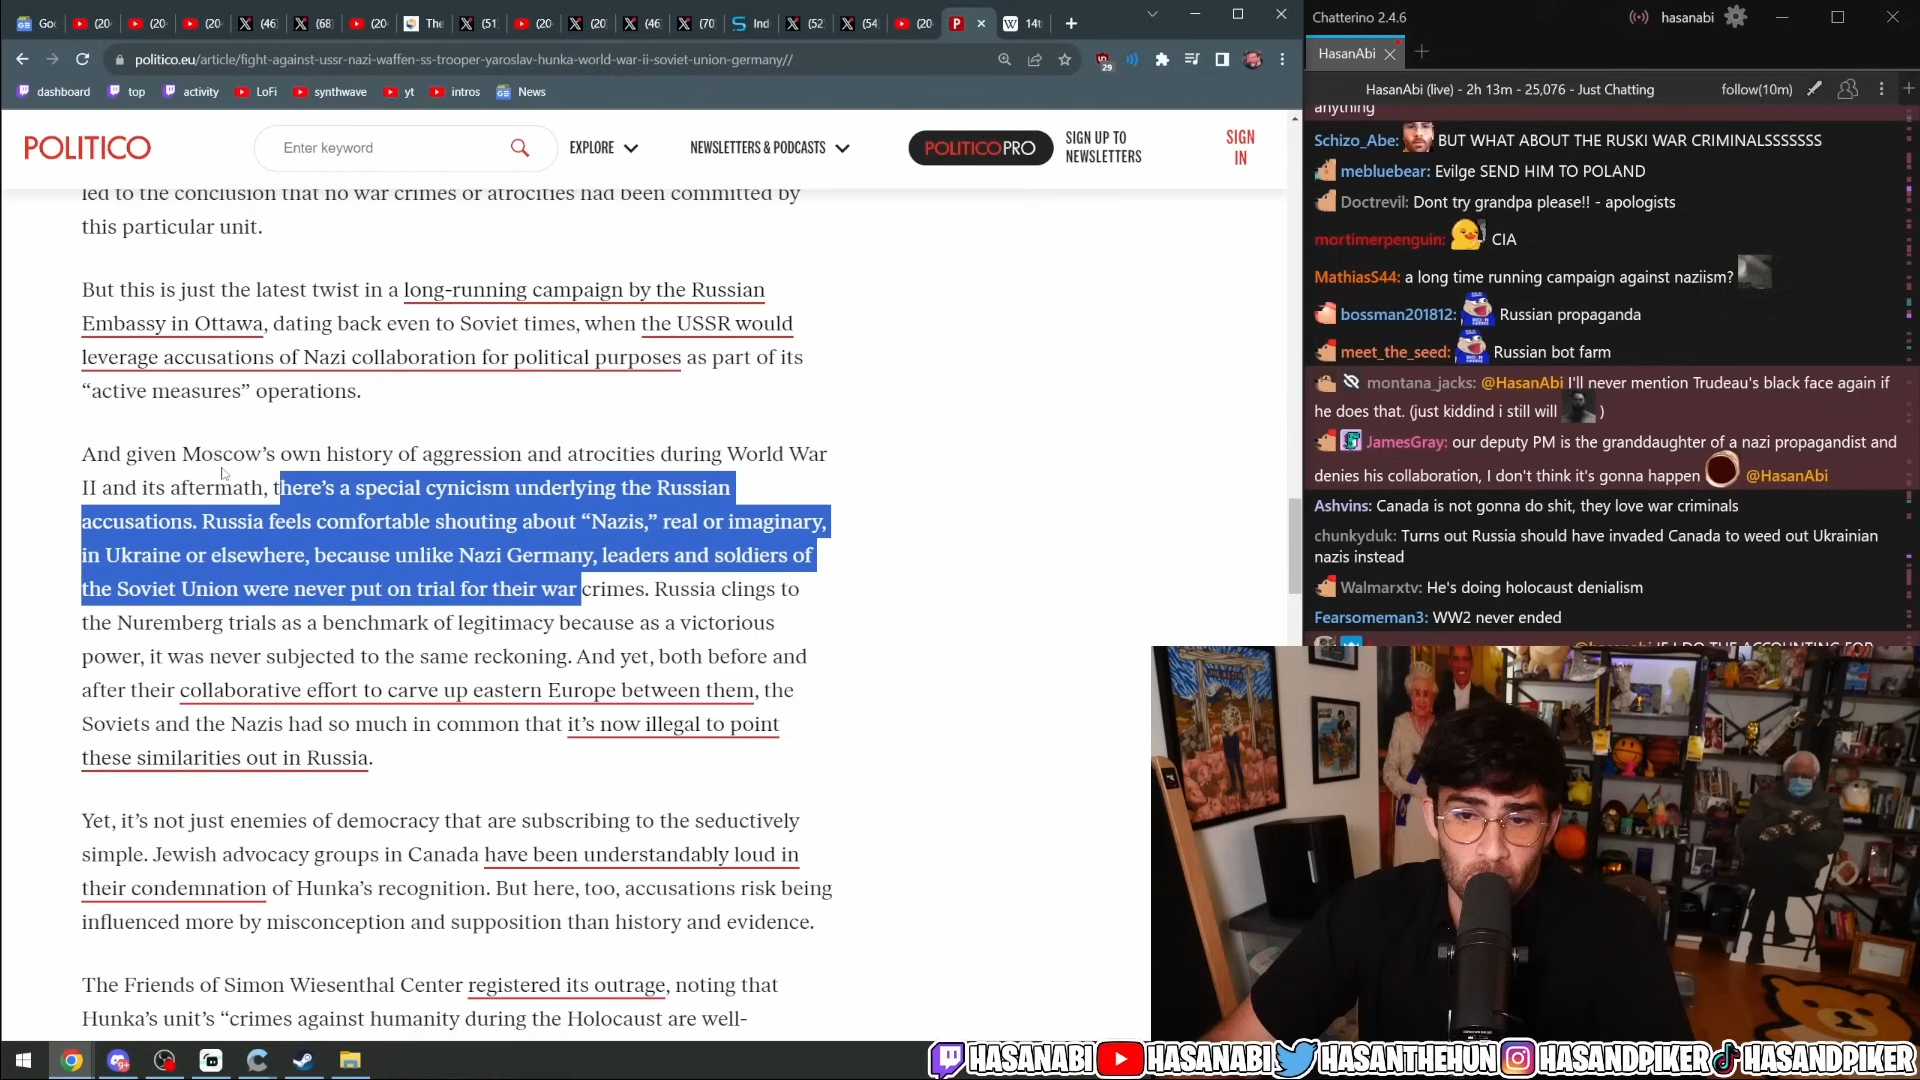 Goo
(20
(20
(20
(46)
(68)
(20
The
(51)
(20
(20
(46
(70)
Ind
(52
(54)
(20
14t
politico.eu/article/fight-against-ussr-nazi-waffen-ss-trooper-yaroslav-hunka-world-war-ii-soviet-union-germany//
29
dashboard
top
activity
LoFi
synthwave
yt
intros
News
POLITICO
Enter keyword
EXPLORE
NEWSLETTERS & PODCASTS
POLITICOPRO
SIGN UP TO
NEWSLETTERS
SIGN
IN
led to the conclusion that no war crimes or atrocities had been committed by
this particular unit.
But this is just the latest twist in a long-running campaign by the Russian
Embassy in Ottawa, dating back even to Soviet times, when the USSR would
leverage accusations of Nazi collaboration for political purposes as part of its
“active measures” operations.
And given Moscow’s own history of aggression and atrocities during World War
II and its aftermath, there’s a special cynicism underlying the Russian
accusations. Russia feels comfortable shouting about “Nazis,” real or imaginary,
in Ukraine or elsewhere, because unlike Nazi Germany, leaders and soldiers of
the Soviet Union were never put on trial for their war crimes. Russia clings to
the Nuremberg trials as a benchmark of legitimacy because as a victorious
power, it was never subjected to the same reckoning. And yet, both before and
after their collaborative effort to carve up eastern Europe between them, the
Soviets and the Nazis had so much in common that it’s now illegal to point
these similarities out in Russia.
Yet, it’s not just enemies of democracy that are subscribing to the seductively
simple. Jewish advocacy groups in Canada have been understandably loud in
their condemnation of Hunka’s recognition. But here, too, accusations risk being
influenced more by misconception and supposition than history and evidence.
The Friends of Simon Wiesenthal Center registered its outrage, noting that
Hunka’s unit’s “crimes against humanity during the Holocaust are well-
Chatterino 2.4.6
hasanabi
HasanAbi
HasanAbi (live) - 2h 13m - 25,076 - Just Chatting
follow(10m)
anything
Schizo_Abe: BUT WHAT ABOUT THE RUSKI WAR CRIMINALSSSSSSS
mebluebear: Evilge SEND HIM TO POLAND
Doctrevil: Dont try grandpa please!! - apologists
mortimerpenguin: CIA
MathiasS44: a long time running campaign against naziism?
bossman201812: Russian propaganda
meet_the_seed: Russian bot farm
montana_jacks: @HasanAbi I'll never mention Trudeau's black face again if
he does that. (just kiddind i still will )
JamesGray: our deputy PM is the granddaughter of a nazi propagandist and
denies his collaboration, I don't think it's gonna happen @HasanAbi
Ashvins: Canada is not gonna do shit, they love war criminals
chunkyduk: Turns out Russia should have invaded Canada to weed out Ukrainian
nazis instead
Walmarxtv: He's doing holocaust denialism
Fearsomeman3: WW2 never ended
HASANABI HASANABI HASANTHEHUN HASANDPIKER HASANDPIKER